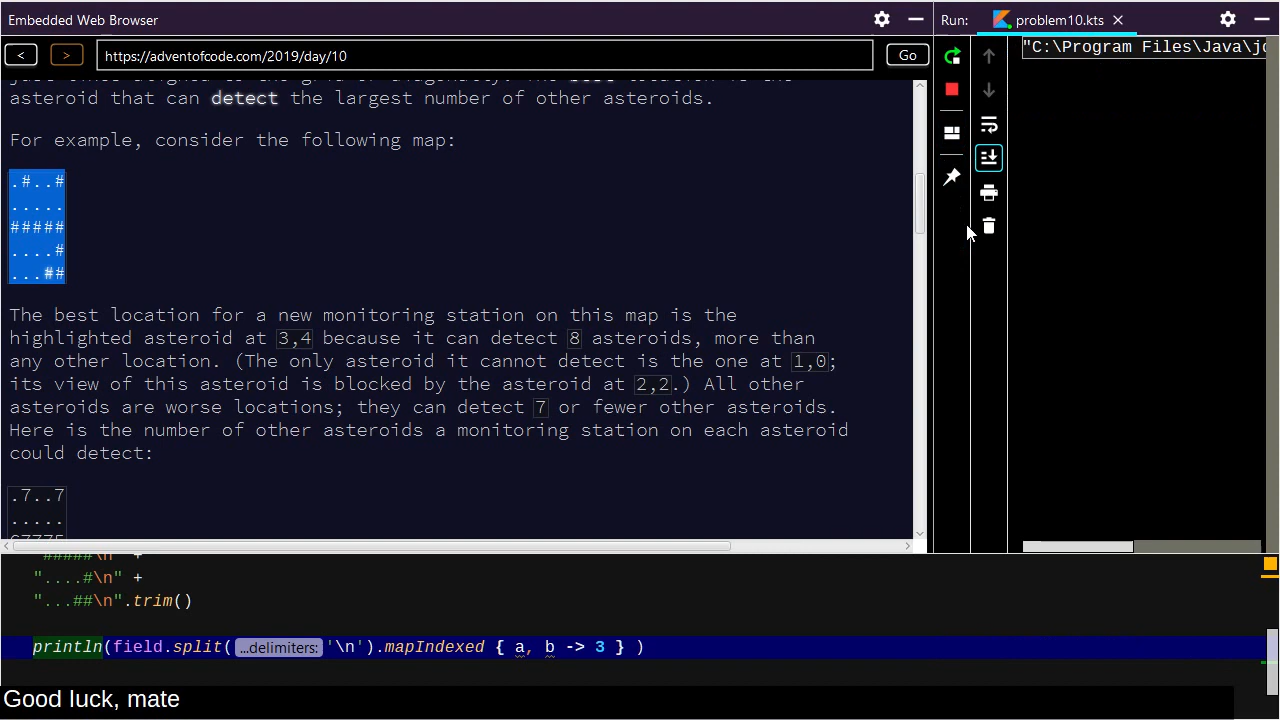 Embedded Web Browser
Run: problem10.kts
< > https://adventofcode.com/2019/day/10 Go
"C:\Program Files\Java\j
asteroid that can detect the largest number of other asteroids.
For example, consider the following map:
.#..#
.....
#####
....#
...##
The best location for a new monitoring station on this map is the
highlighted asteroid at 3,4 because it can detect 8 asteroids, more than
any other location. (The only asteroid it cannot detect is the one at 1,0;
its view of this asteroid is blocked by the asteroid at 2,2.) All other
asteroids are worse locations; they can detect 7 or fewer other asteroids.
Here is the number of other asteroids a monitoring station on each asteroid
could detect:
.7..7
.....
"#####\n" +
"....#\n" +
"...##\n".trim()
println(field.split( ...delimiters: '\n').mapIndexed { a, b -> 3 } )
Good luck, mate